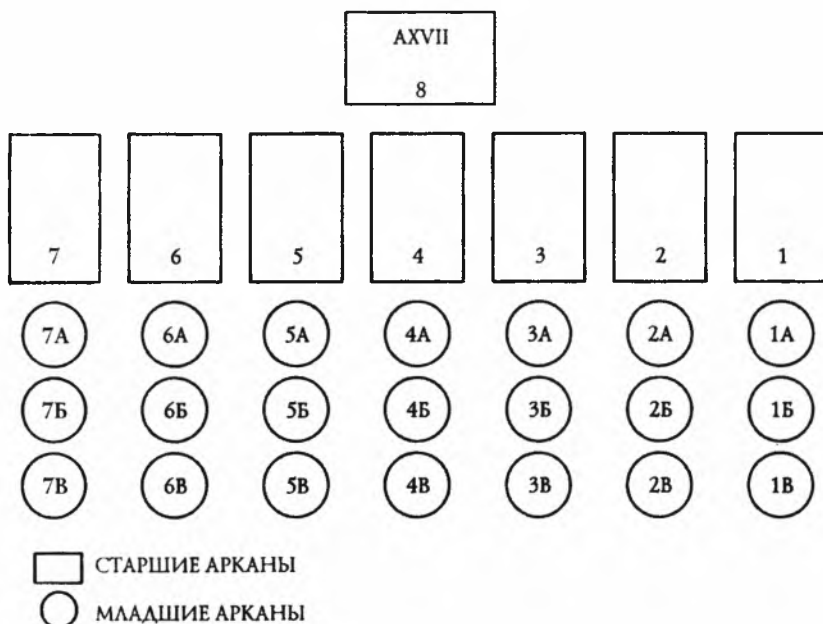 AXVII
8
7 6 5 4 3 2 1
7А 6А 5А 4А 3А 2А 1А
7Б 6Б 5Б 4Б 3Б 2Б 1Б
7В 6В 5В 4В 3В 2В 1В
СТАРШИЕ АРКАНЫ
МЛАДШИЕ АРКАНЫ